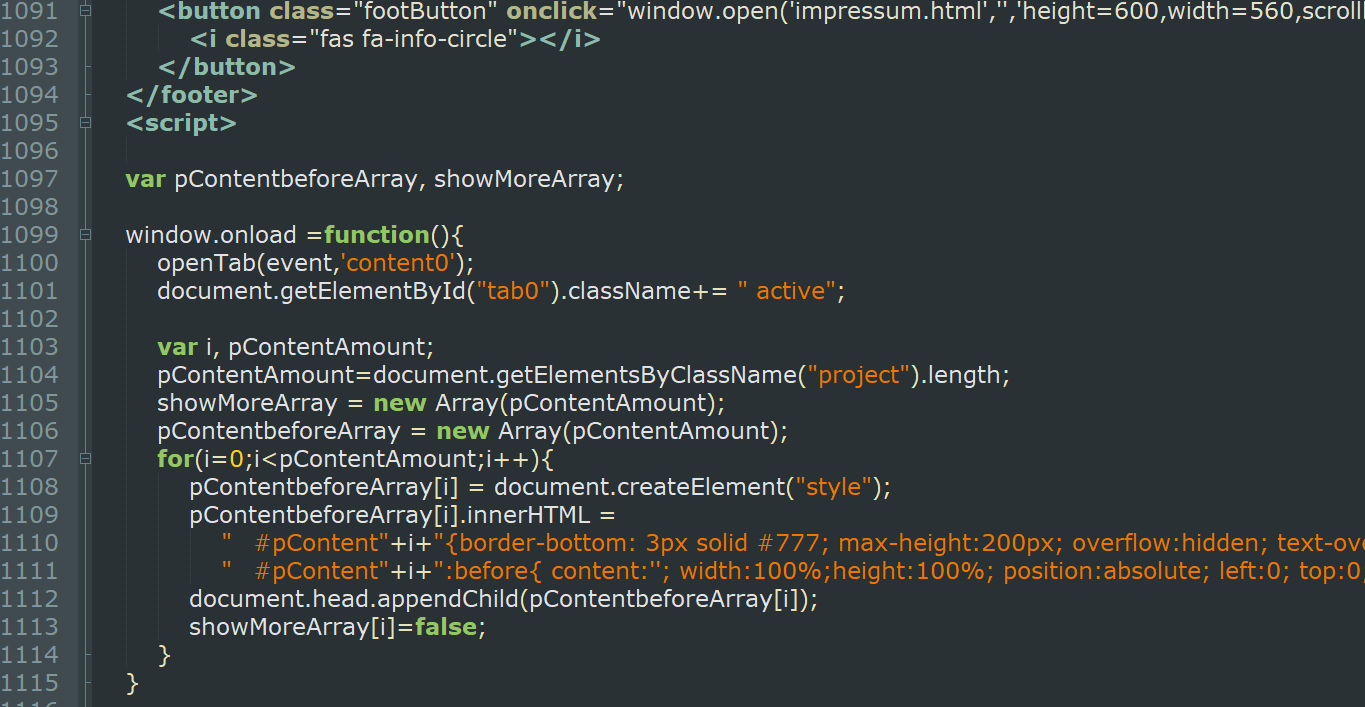 1091 <button class="footButton" onclick="window.open('impressum.html','','height=600,width=560,scroll
1092 <i class="fas fa-info-circle"></i>
1093 </button>
1094 </footer>
1095 <script>
1096
1097 var pContentbeforeArray, showMoreArray;
1098
1099 window.onload =function(){
1100 openTab(event,'content0');
1101 document.getElementById("tab0").className+= " active";
1102
1103 var i, pContentAmount;
1104 pContentAmount=document.getElementsByClassName("project").length;
1105 showMoreArray = new Array(pContentAmount);
1106 pContentbeforeArray = new Array(pContentAmount);
1107 for(i=0;i<pContentAmount;i++){
1108 pContentbeforeArray[i] = document.createElement("style");
1109 pContentbeforeArray[i].innerHTML =
1110 " #pContent"+i+"{border-bottom: 3px solid #777; max-height:200px; overflow:hidden; text-ov
1111 " #pContent"+i+":before{ content:''; width:100%;height:100%; position:absolute; left:0; top:0,
1112 document.head.appendChild(pContentbeforeArray[i]);
1113 showMoreArray[i]=false;
1114 }
1115 }